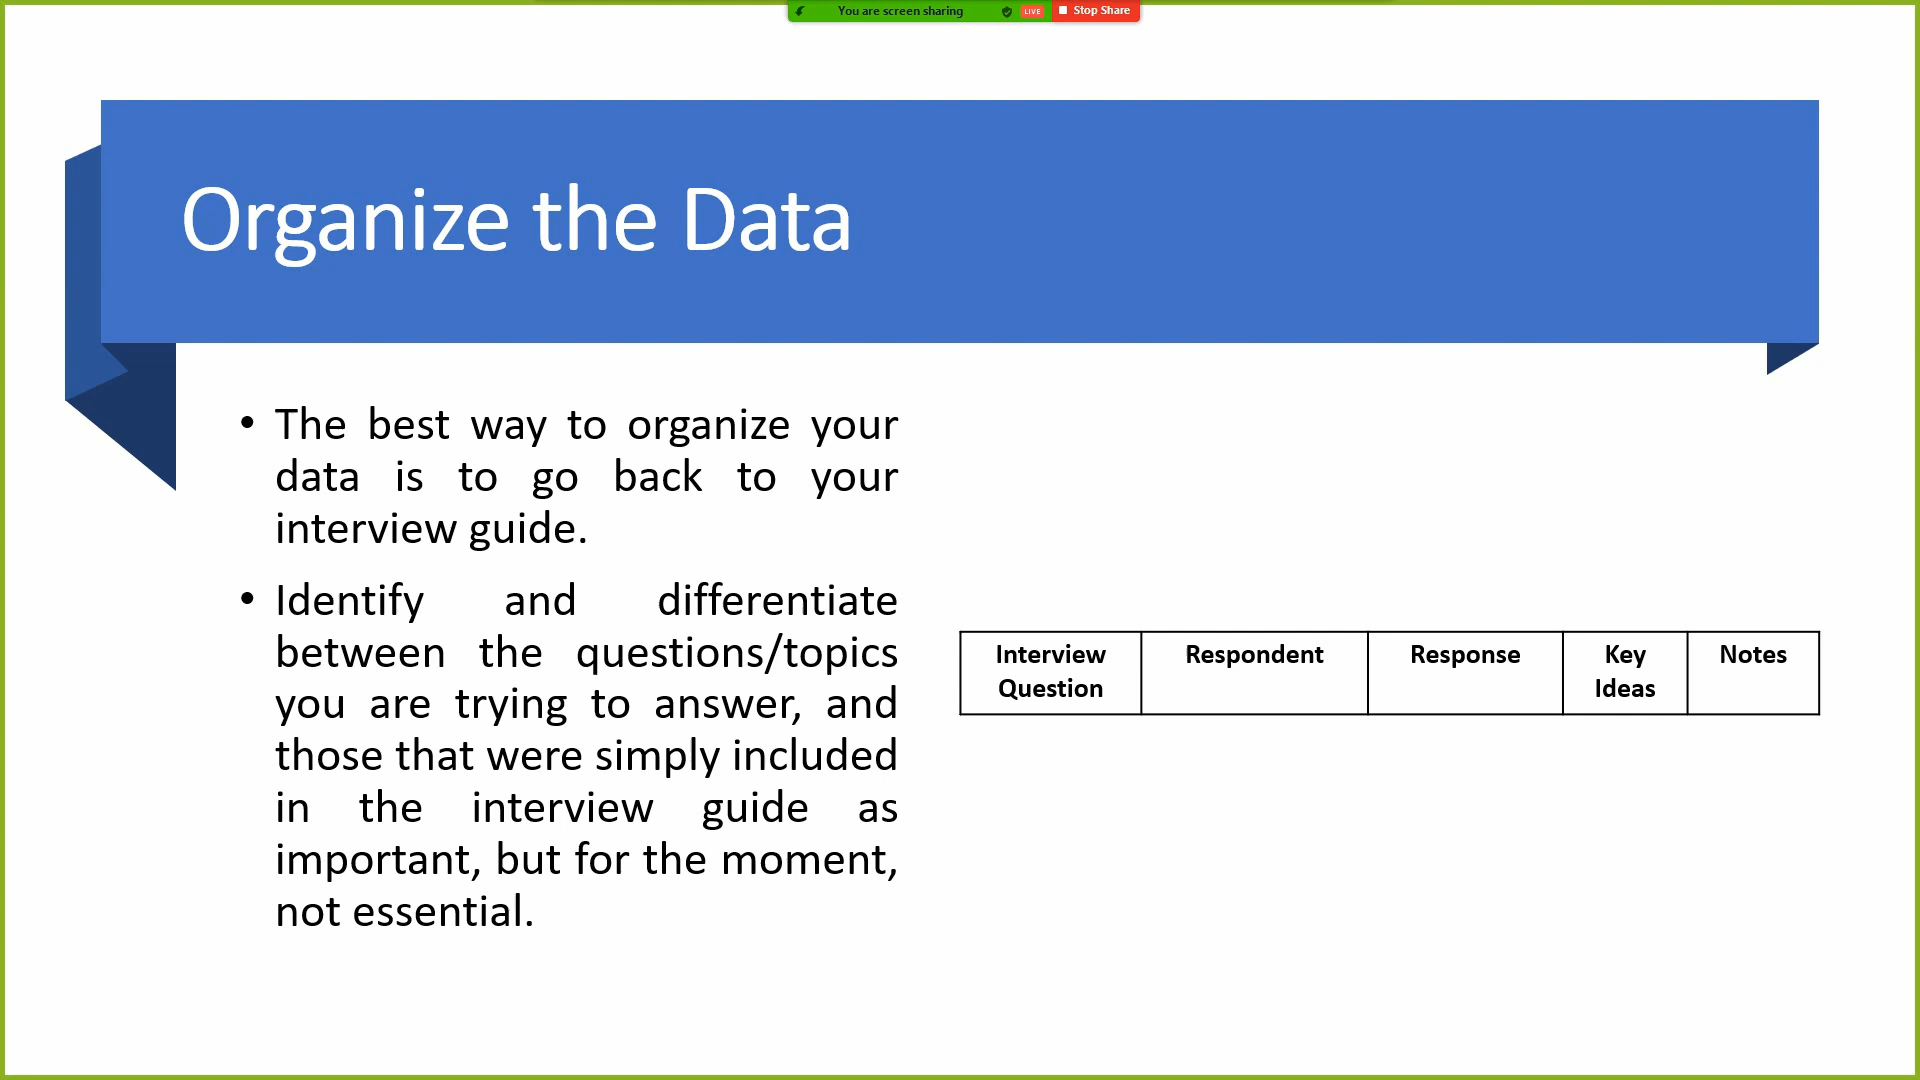 You are screen sharing LIVE Stop Share
Organize the Data
• The best way to organize your
data is to go back to your
interview guide.
• Identify and differentiate
between the questions/topics
you are trying to answer, and
those that were simply included
in the interview guide as
important, but for the moment,
not essential.
Interview Question
Respondent
Response
Key Ideas
Notes